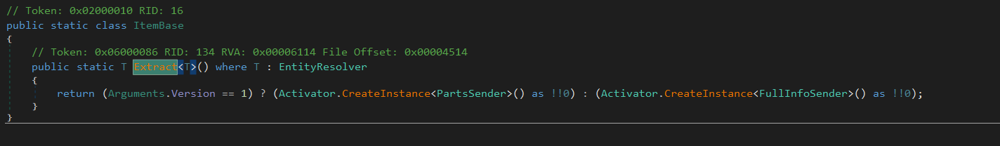 // Token: 0x02000010 RID: 16
public static class ItemBase
{
// Token: 0x06000086 RID: 134 RVA: 0x00006114 File Offset: 0x00004514
public static T Extract<T>() where T : EntityResolver
{
return (Arguments.Version == 1) ? (Activator.CreateInstance<PartsSender>() as !!0) : (Activator.CreateInstance<FullInfoSender>() as !!0);
}
}